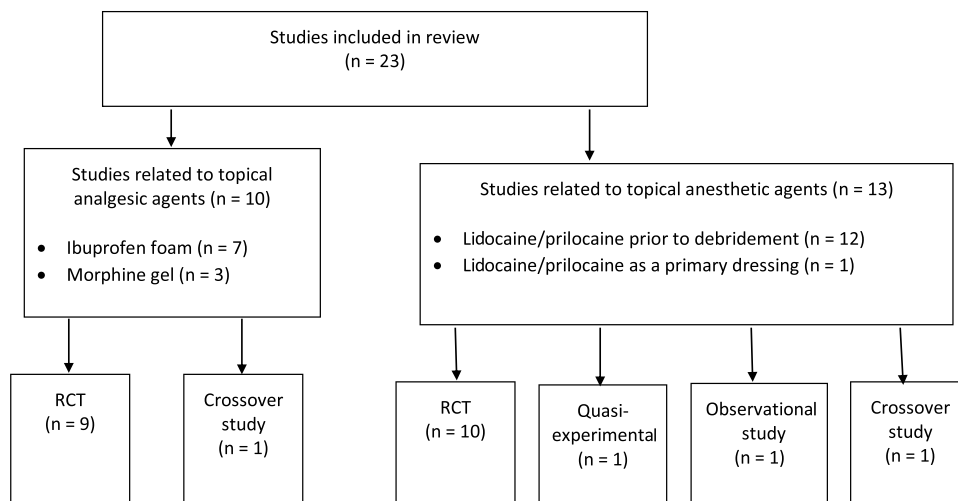 Studies included in review
(n = 23)
Studies related to topical
analgesic agents (n = 10)
• Ibuprofen foam (n = 7)
• Morphine gel (n = 3)
Studies related to topical anesthetic agents (n = 13)
• Lidocaine/prilocaine prior to debridement (n = 12)
• Lidocaine/prilocaine as a primary dressing (n = 1)
RCT
(n = 9)
Crossover
study
(n = 1)
RCT
(n = 10)
Quasi-
experimental
(n = 1)
Observational
study
(n = 1)
Crossover
study
(n = 1)